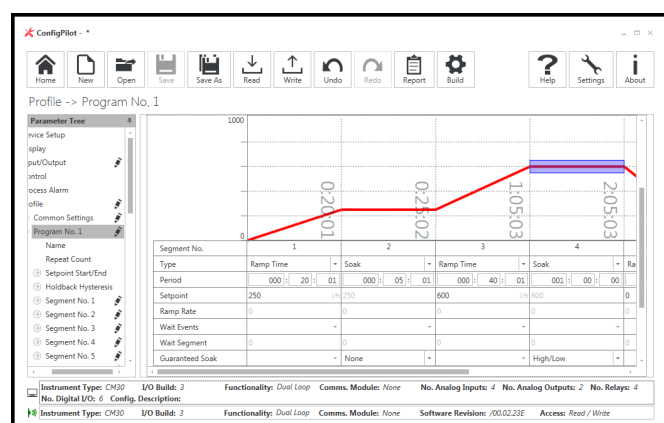 ConfigPilot - *
Home New Open Save Save As Read Write Undo Redo Report Build Help Settings About
Profile -> Program No. 1
Parameter Tree
evice Setup
splay
put/Output
ontrol
ocess Alarm
ofile
Common Settings
Program No. 1
Name
Repeat Count
Setpoint Start/End
Holdback Hysteresis
Segment No. 1
Segment No. 2
Segment No. 3
Segment No. 4
Segment No. 5
1000
0
0:20:01
0:25:02
1:05:03
2:05:03
Segment No. 1 2 3 4
Type Ramp Time Soak Ramp Time Soak Ra
Period 000 : 20 : 01 000 : 05 : 01 000 : 40 : 01 001 : 00 : 00
Setpoint 250 250 600 600 0
Ramp Rate 0 0 0 0 0
Wait Events
Wait Segment 0 0 0 0 0
Guaranteed Soak None High/Low
Instrument Type: CM30 I/O Build: 3 Functionality: Dual Loop Comms. Module: None No. Analog Inputs: 4 No. Analog Outputs: 2 No. Relays: 4
No. Digital I/O: 6 Config. Description:
Instrument Type: CM30 I/O Build: 3 Functionality: Dual Loop Comms. Module: None Software Revision: /00.02.23E Access: Read / Write